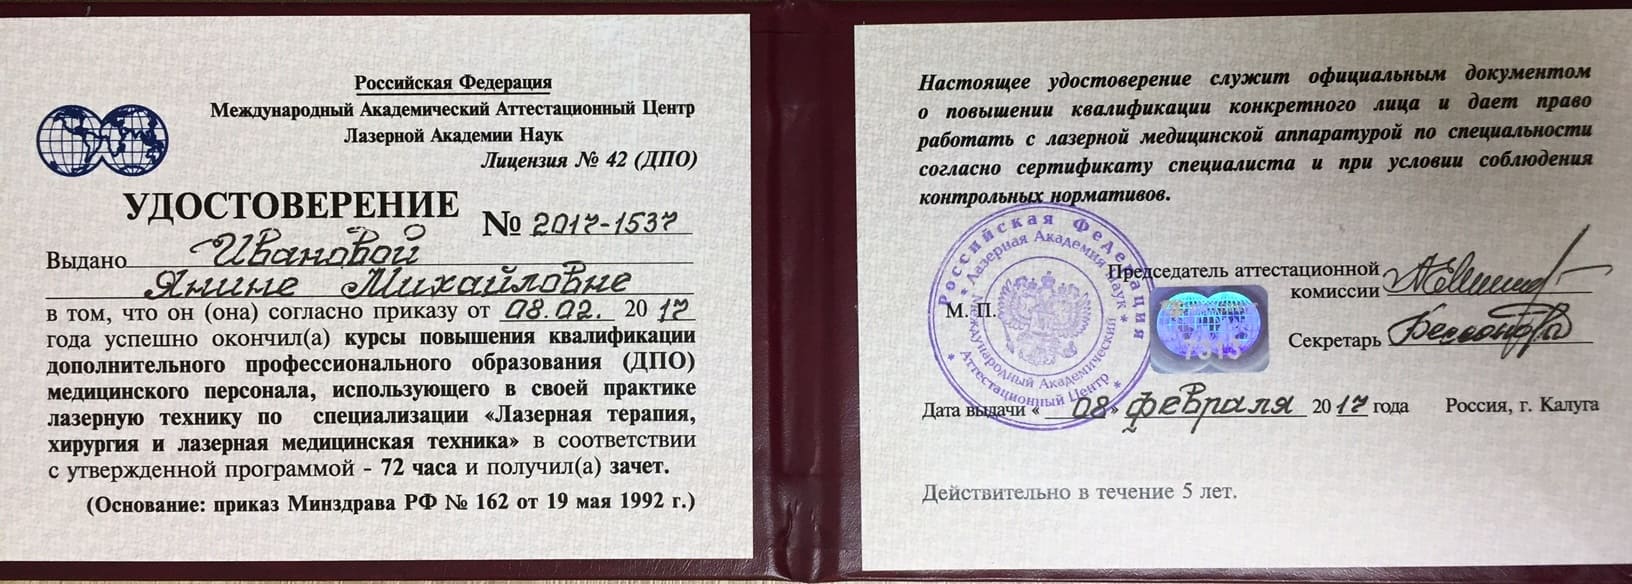 Российская Федерация
Международный Академический Аттестационный Центр
Лазерной Академии Наук
Лицензия № 42 (ДПО)
УДОСТОВЕРЕНИЕ № 2017-1537
Выдано Ивановой
Янине Михайловне
в том, что он (она) согласно приказу от 08.02. 2017
года успешно окончил(а) курсы повышения квалификации
дополнительного профессионального образования (ДПО)
медицинского персонала, использующего в своей практике
лазерную технику по специализации «Лазерная терапия,
хирургия и лазерная медицинская техника» в соответствии
с утвержденной программой - 72 часа и получил(а) зачет.
(Основание: приказ Минздрава РФ № 162 от 19 мая 1992 г.)
Настоящее удостоверение служит официальным документом
о повышении квалификации конкретного лица и дает право
работать с лазерной медицинской аппаратурой по специальности
согласно сертификату специалиста и при условии соблюдения
контрольных нормативов.
Российская Федерация
* Лазерная Академия Наук *
Международный Академический
* Аттестационный Центр *
Председатель аттестационной
комиссии
М. П.
Секретарь
Дата выдачи «08» февраля 2017 года Россия, г. Калуга
Действительно в течение 5 лет.